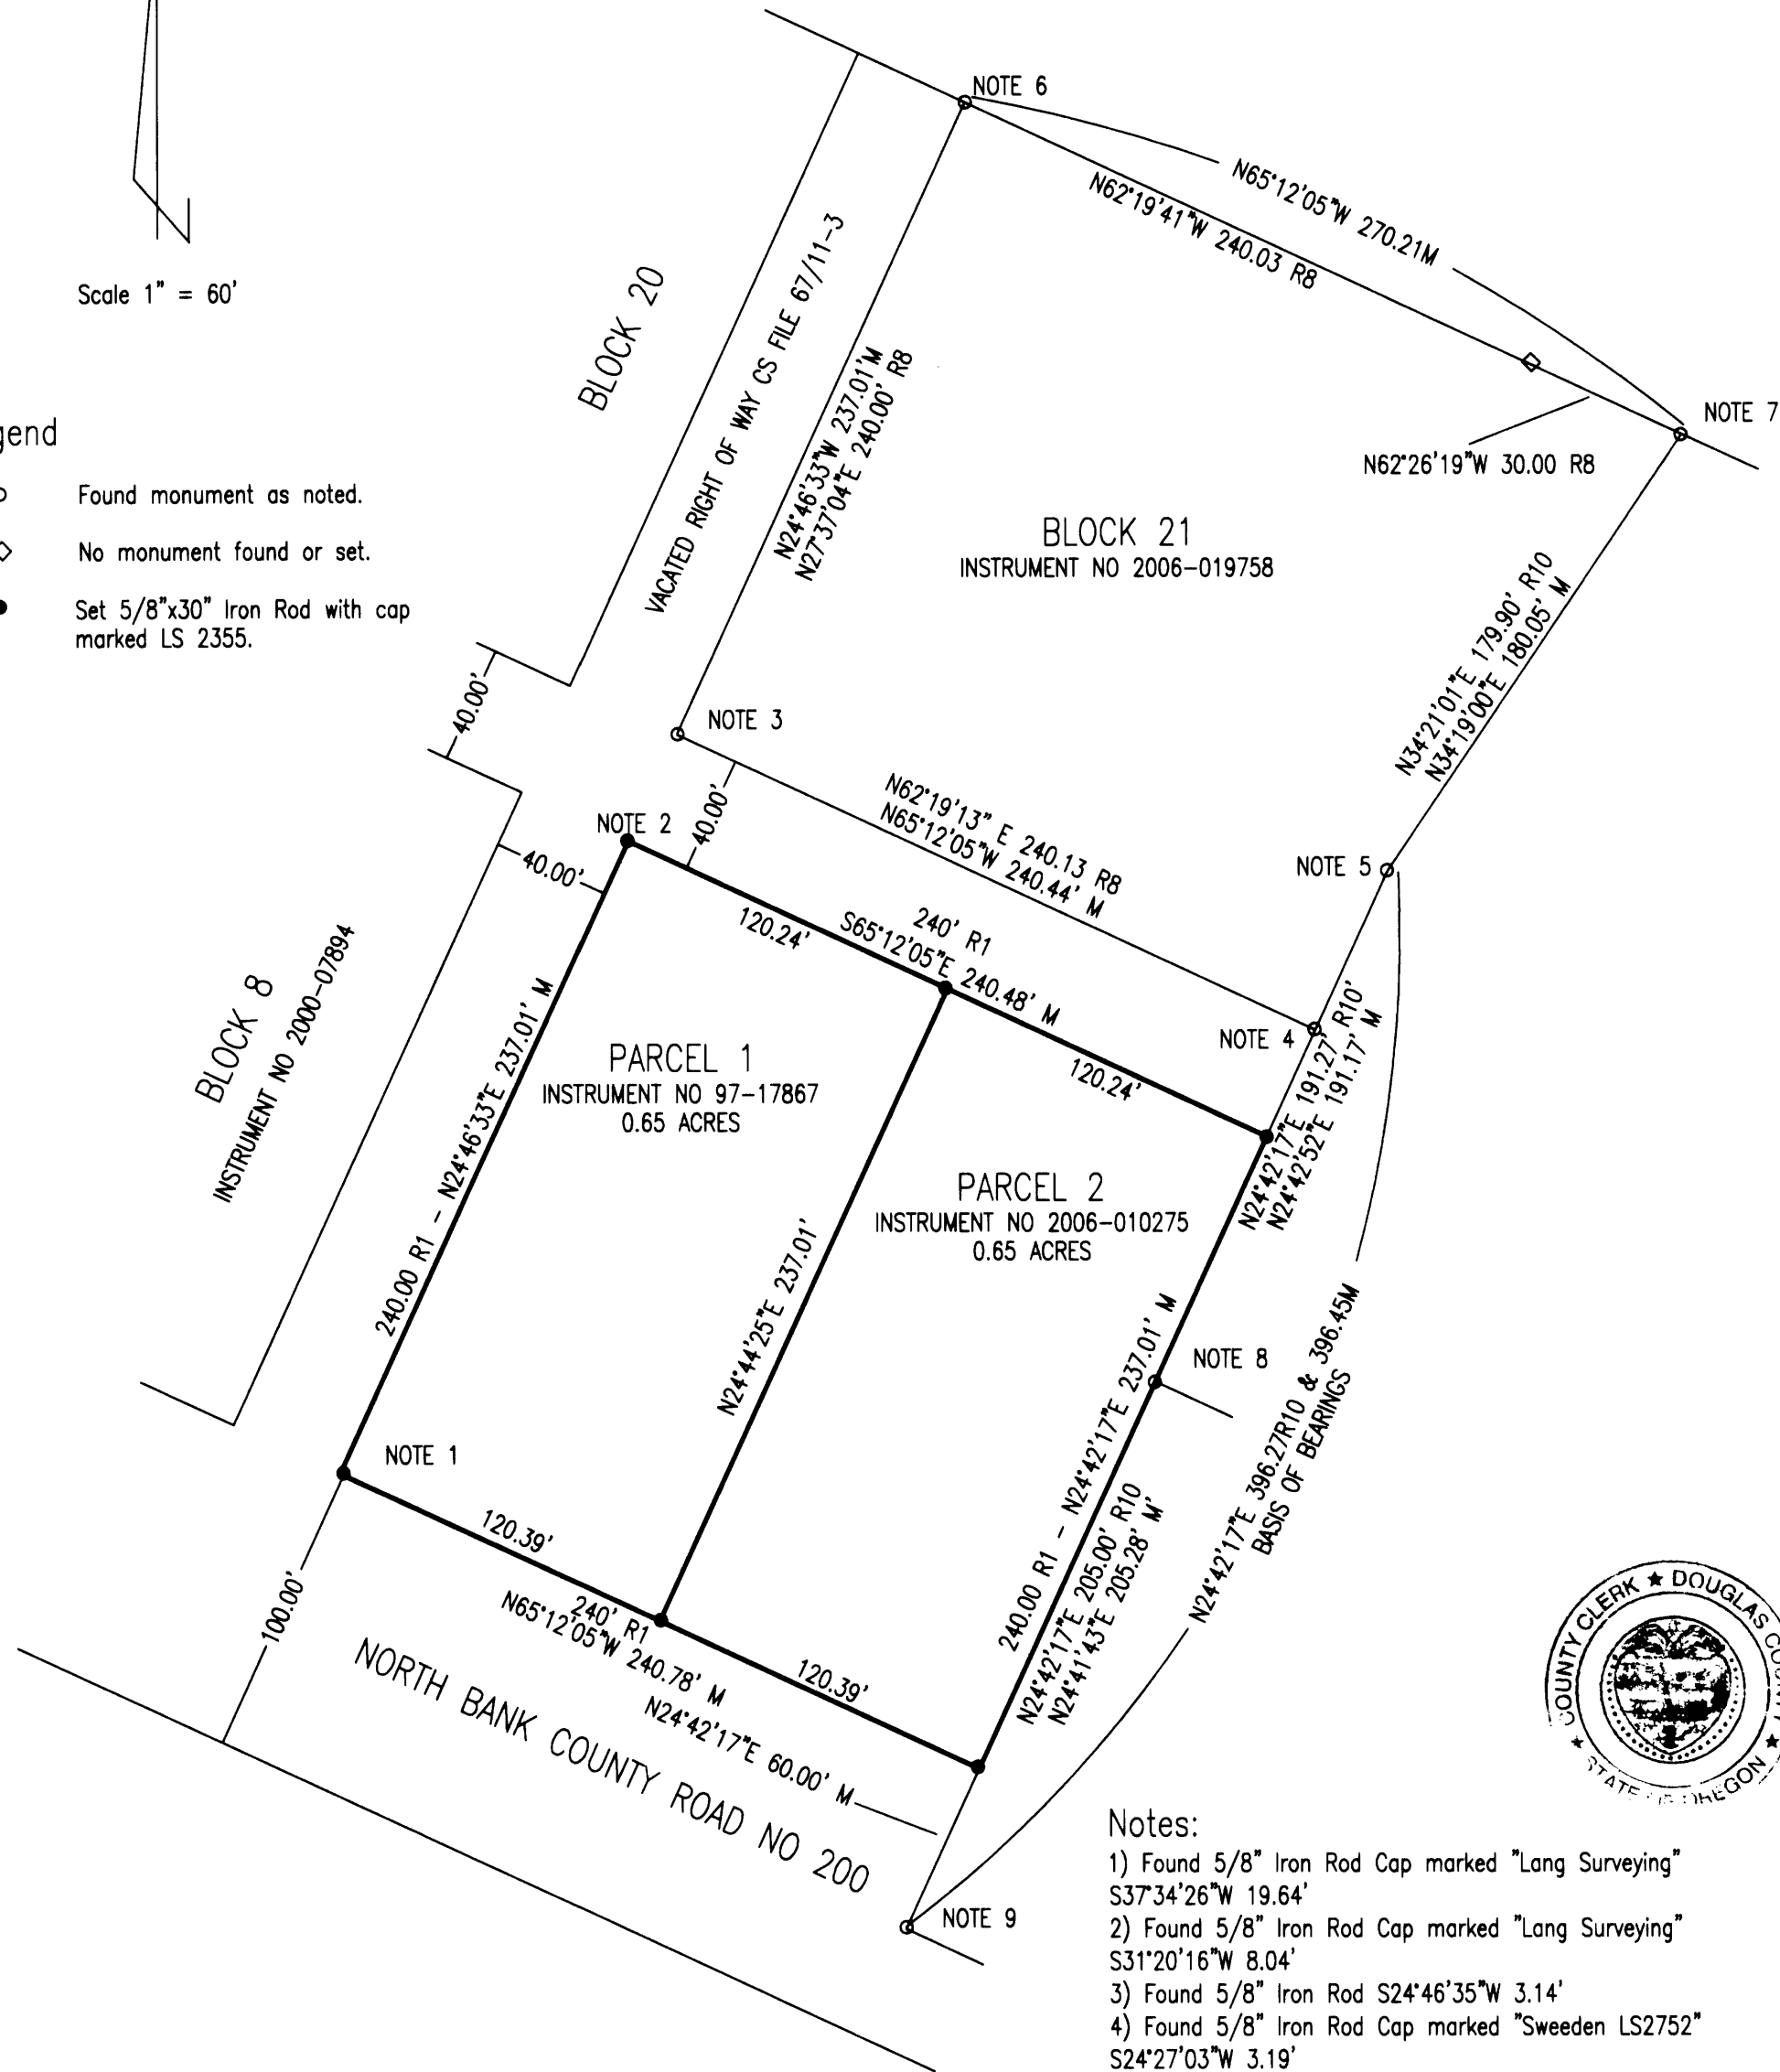 NOTE 6
N65°12'05"W 270.21M
N62°19'41"W 240.03 R8
NOTE 7
N62°26'19"W 30.00 R8
Scale 1" = 60'
BLOCK 20
VACATED RIGHT OF WAY CS FILE 67/11-3
N24°46'33"W 237.01'M
N27°37'04"E 240.00' R8
BLOCK 21
INSTRUMENT NO 2006-019758
Found monument as noted.
No monument found or set.
Set 5/8"x30" Iron Rod with cap
marked LS 2355.
N34°21'01"E 179.90' R10
N34°19'00"E 180.05' M
40.00'
NOTE 3
40.00'
N62°19'13" E 240.13 R8
N65°12'05"W 240.44' M
NOTE 2
40.00'
NOTE 5
120.24'
240' R1
S65°12'05"E 240.48' M
120.24'
NOTE 4
N24°42'17"E 191.27' R10'
N24°42'52"E 191.17' M
BLOCK 8
INSTRUMENT NO 2000-07894
240.00 R1 - N24°46'33"E 237.01' M
PARCEL 1
INSTRUMENT NO 97-17867
0.65 ACRES
PARCEL 2
INSTRUMENT NO 2006-010275
0.65 ACRES
N24°44'25"E 237.01'
NOTE 8
240.00 R1 - N24°42'17"E 237.01' M
N24°42'17"E 205.00' R10
N24°41'43"E 205.28' M'
N24°42'17"E 396.27R10 & 396.45M
BASIS OF BEARINGS
NOTE 1
120.39'
240' R1
N65°12'05"W 240.78' M
120.39'
100.00'
N24°42'17"E 60.00' M
NORTH BANK COUNTY ROAD NO 200
NOTE 9
COUNTY CLERK ★ DOUGLAS
STATE OF OREGON
Notes:
1) Found 5/8" Iron Rod Cap marked "Lang Surveying"
S37°34'26"W 19.64'
2) Found 5/8" Iron Rod Cap marked "Lang Surveying"
S31°20'16"W 8.04'
3) Found 5/8" Iron Rod S24°46'35"W 3.14'
4) Found 5/8" Iron Rod Cap marked "Sweeden LS2752"
S24°27'03"W 3.19'